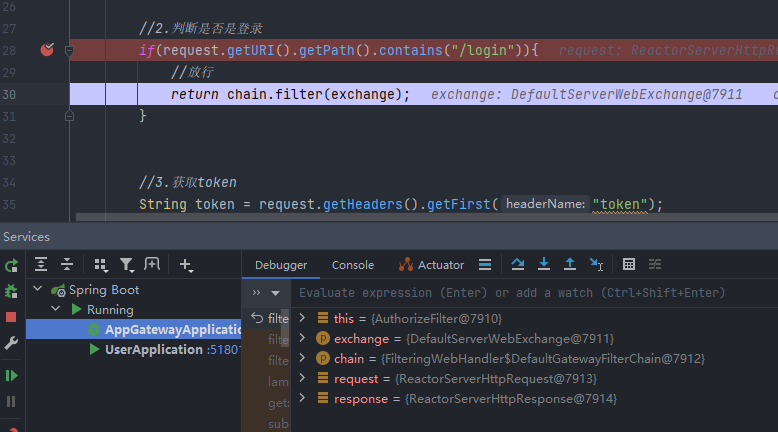 26
27 //2.判断是否是登录
28 if(request.getURI().getPath().contains("/login")){ request: ReactorServerHttpRe
29 //放行
30 return chain.filter(exchange); exchange: DefaultServerWebExchange@7911
31 }
32
33
34 //3.获取token
35 String token = request.getHeaders().getFirst( headerName: "token");
Services
Debugger Console Actuator
Spring Boot
Running
AppGatewayApplicatio
UserApplication :5180
>> Evaluate expression (Enter) or add a watch (Ctrl+Shift+Enter)
filte
filte
filte
lam
get:
sub
this = {AuthorizeFilter@7910}
exchange = {DefaultServerWebExchange@7911}
chain = {FilteringWebHandler$DefaultGatewayFilterChain@7912}
request = {ReactorServerHttpRequest@7913}
response = {ReactorServerHttpResponse@7914}